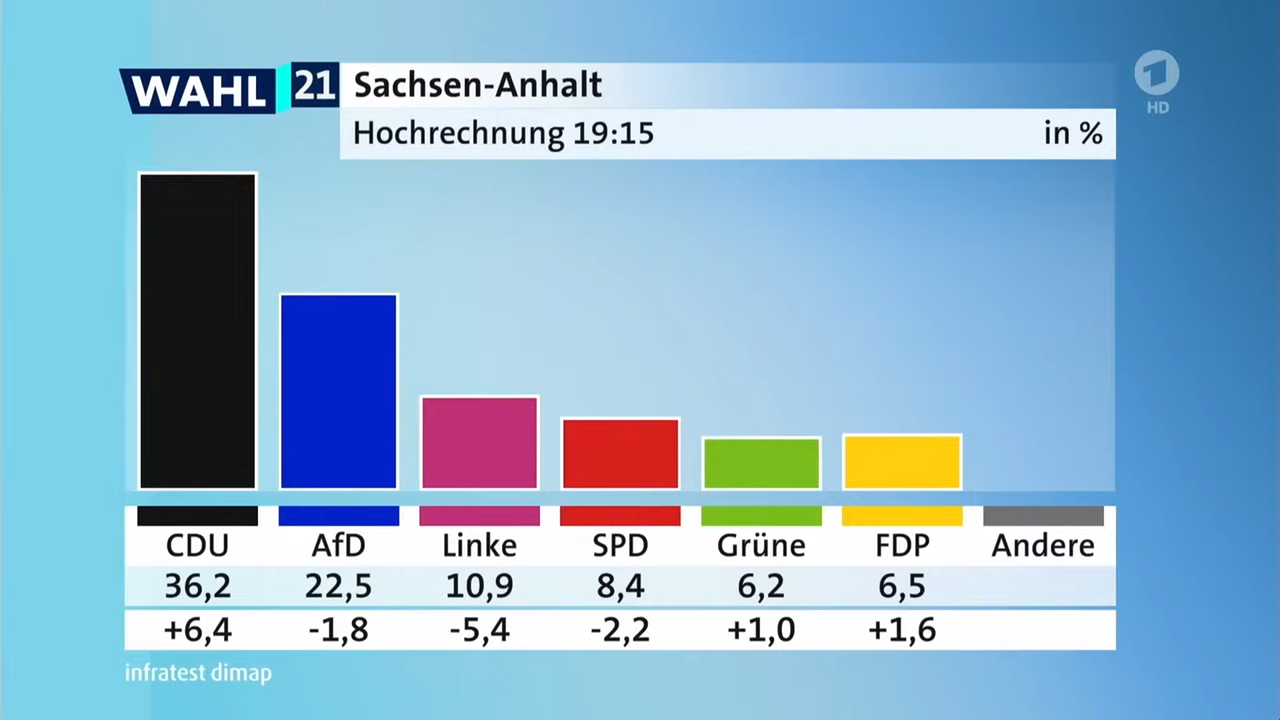 WAHL 21 Sachsen-Anhalt
Hochrechnung 19:15 in %
1
HD
CDU AfD Linke SPD Grüne FDP Andere
36,2 22,5 10,9 8,4 6,2 6,5
+6,4 -1,8 -5,4 -2,2 +1,0 +1,6
infratest dimap